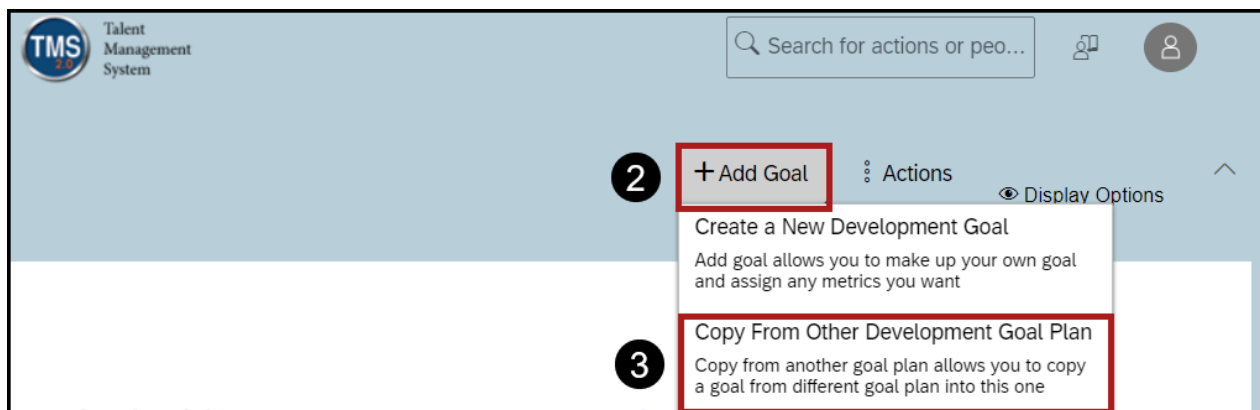 TMS
2.0
Talent
Management
System
Search for actions or peo...
2
+ Add Goal
Actions
Display Options
Create a New Development Goal
Add goal allows you to make up your own goal
and assign any metrics you want
3
Copy From Other Development Goal Plan
Copy from another goal plan allows you to copy
a goal from different goal plan into this one